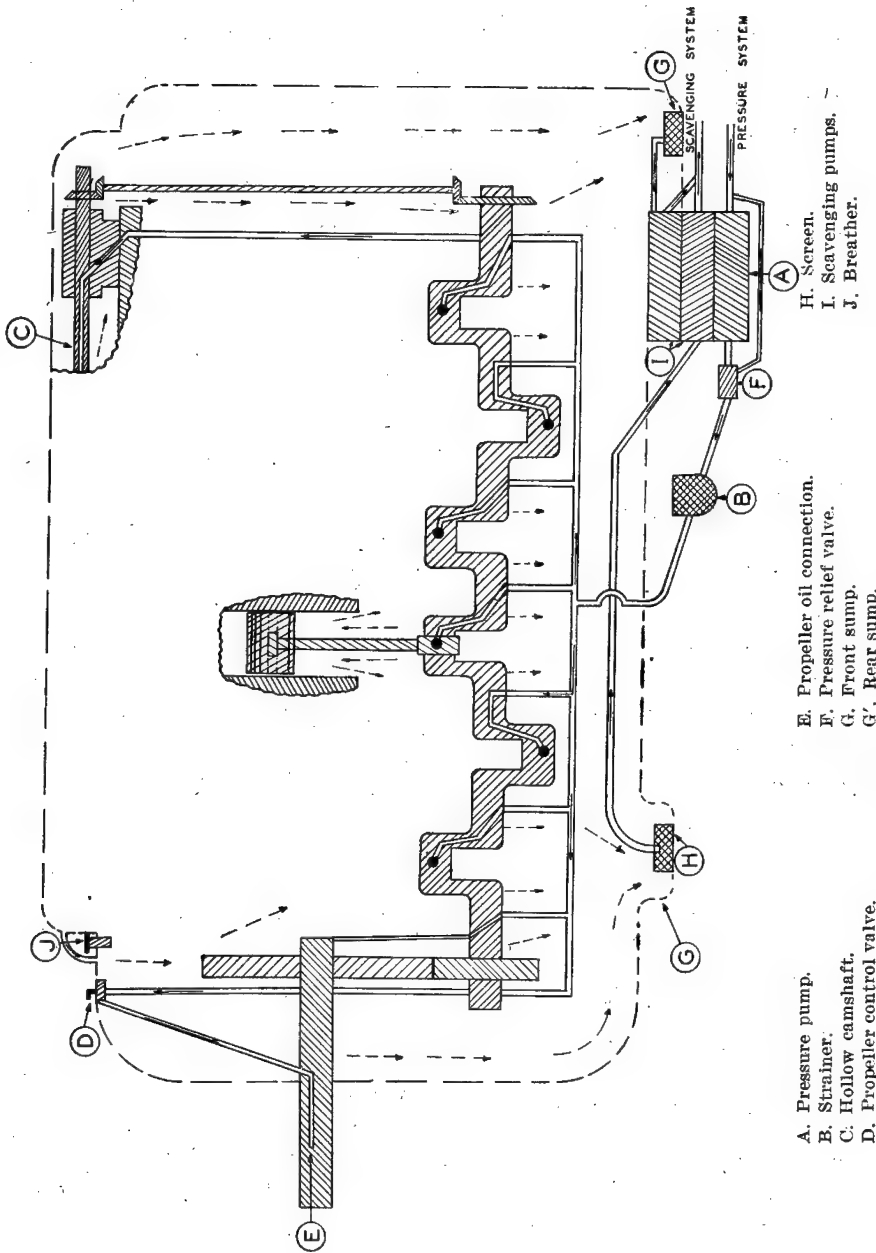 SCAVENGING SYSTEM
PRESSURE SYSTEM
J
D
E
C
G
H
B
F
I
A
G
A. Pressure pump.
B. Strainer.
C. Hollow camshaft.
D. Propeller control valve.
E. Propeller oil connection.
F. Pressure relief valve.
G. Front sump.
G′. Rear sump.
H. Screen.
I. Scavenging pumps.
J. Breather.